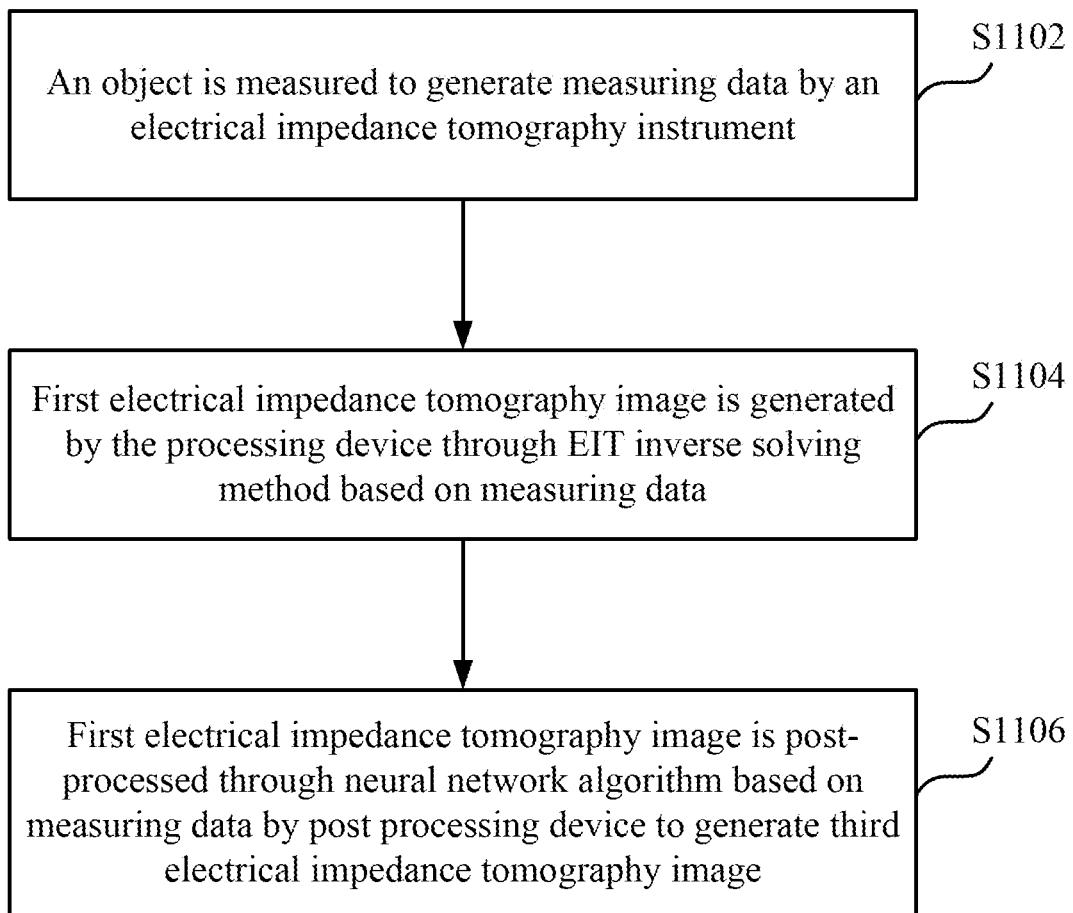 S1102
An object is measured to generate measuring data by an
electrical impedance tomography instrument
S1104
First electrical impedance tomography image is generated
by the processing device through EIT inverse solving
method based on measuring data
S1106
First electrical impedance tomography image is post-
processed through neural network algorithm based on
measuring data by post processing device to generate third
electrical impedance tomography image